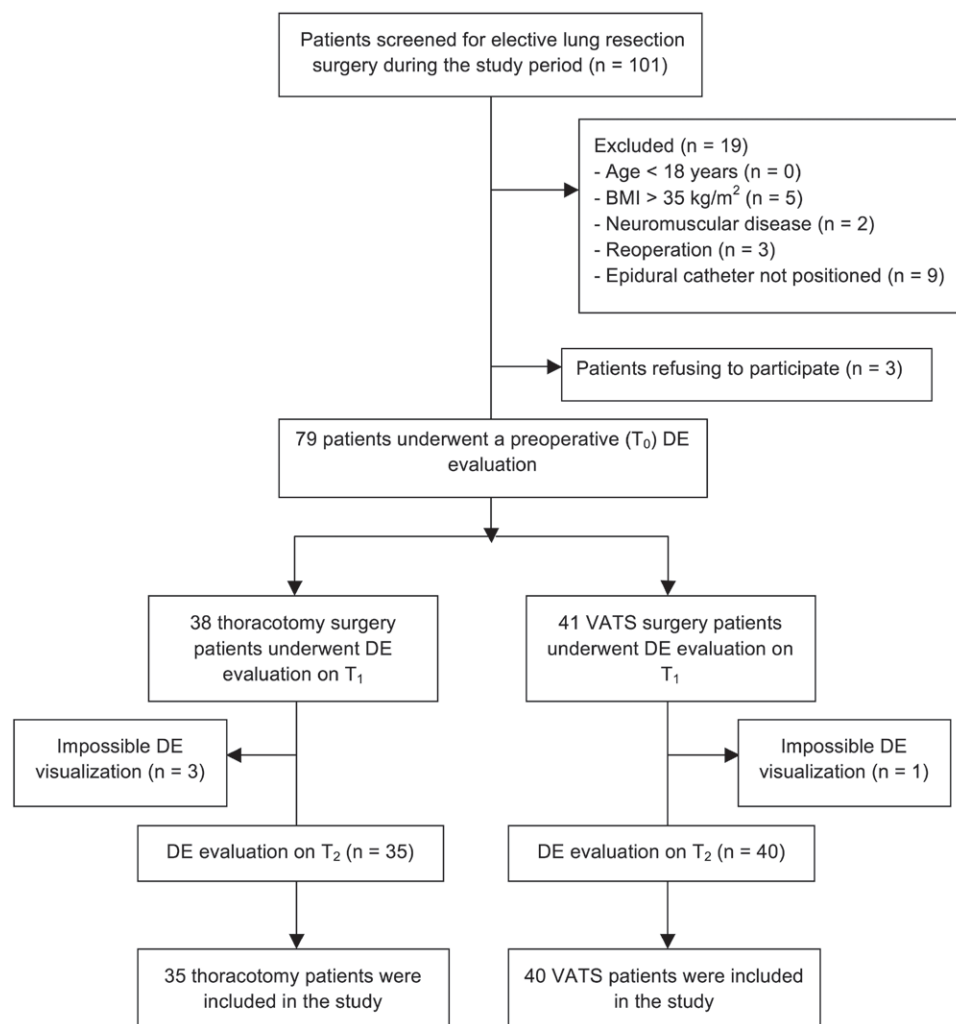 Patients screened for elective lung resection
surgery during the study period (n = 101)
Excluded (n = 19)
- Age < 18 years (n = 0)
- BMI > 35 kg/m² (n = 5)
- Neuromuscular disease (n = 2)
- Reoperation (n = 3)
- Epidural catheter not positioned (n = 9)
Patients refusing to participate (n = 3)
79 patients underwent a preoperative (T₀) DE
evaluation
38 thoracotomy surgery
patients underwent DE
evaluation on T₁
41 VATS surgery patients
underwent DE evaluation on
T₁
Impossible DE
visualization (n = 3)
Impossible DE
visualization (n = 1)
DE evaluation on T₂ (n = 35)
DE evaluation on T₂ (n = 40)
35 thoracotomy patients were
included in the study
40 VATS patients were included
in the study